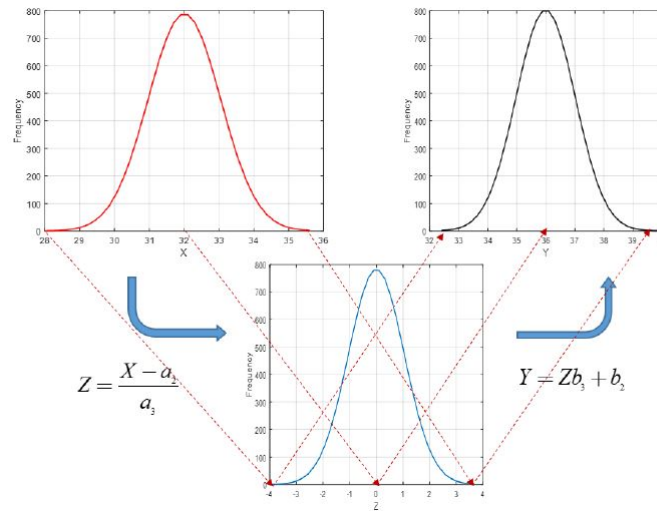 800
700
600
500
400
300
200
100
0
Frequency
28 29 30 31 32 33 34 35 36
X
800
700
600
500
400
300
200
100
0
Frequency
32 33 34 35 36 37 38 39
Y
Z = (X − a₂) / a₃
800
700
600
500
400
300
200
100
0
Frequency
-4 -3 -2 -1 0 1 2 3 4
Z
Y = Zb₃ + b₂